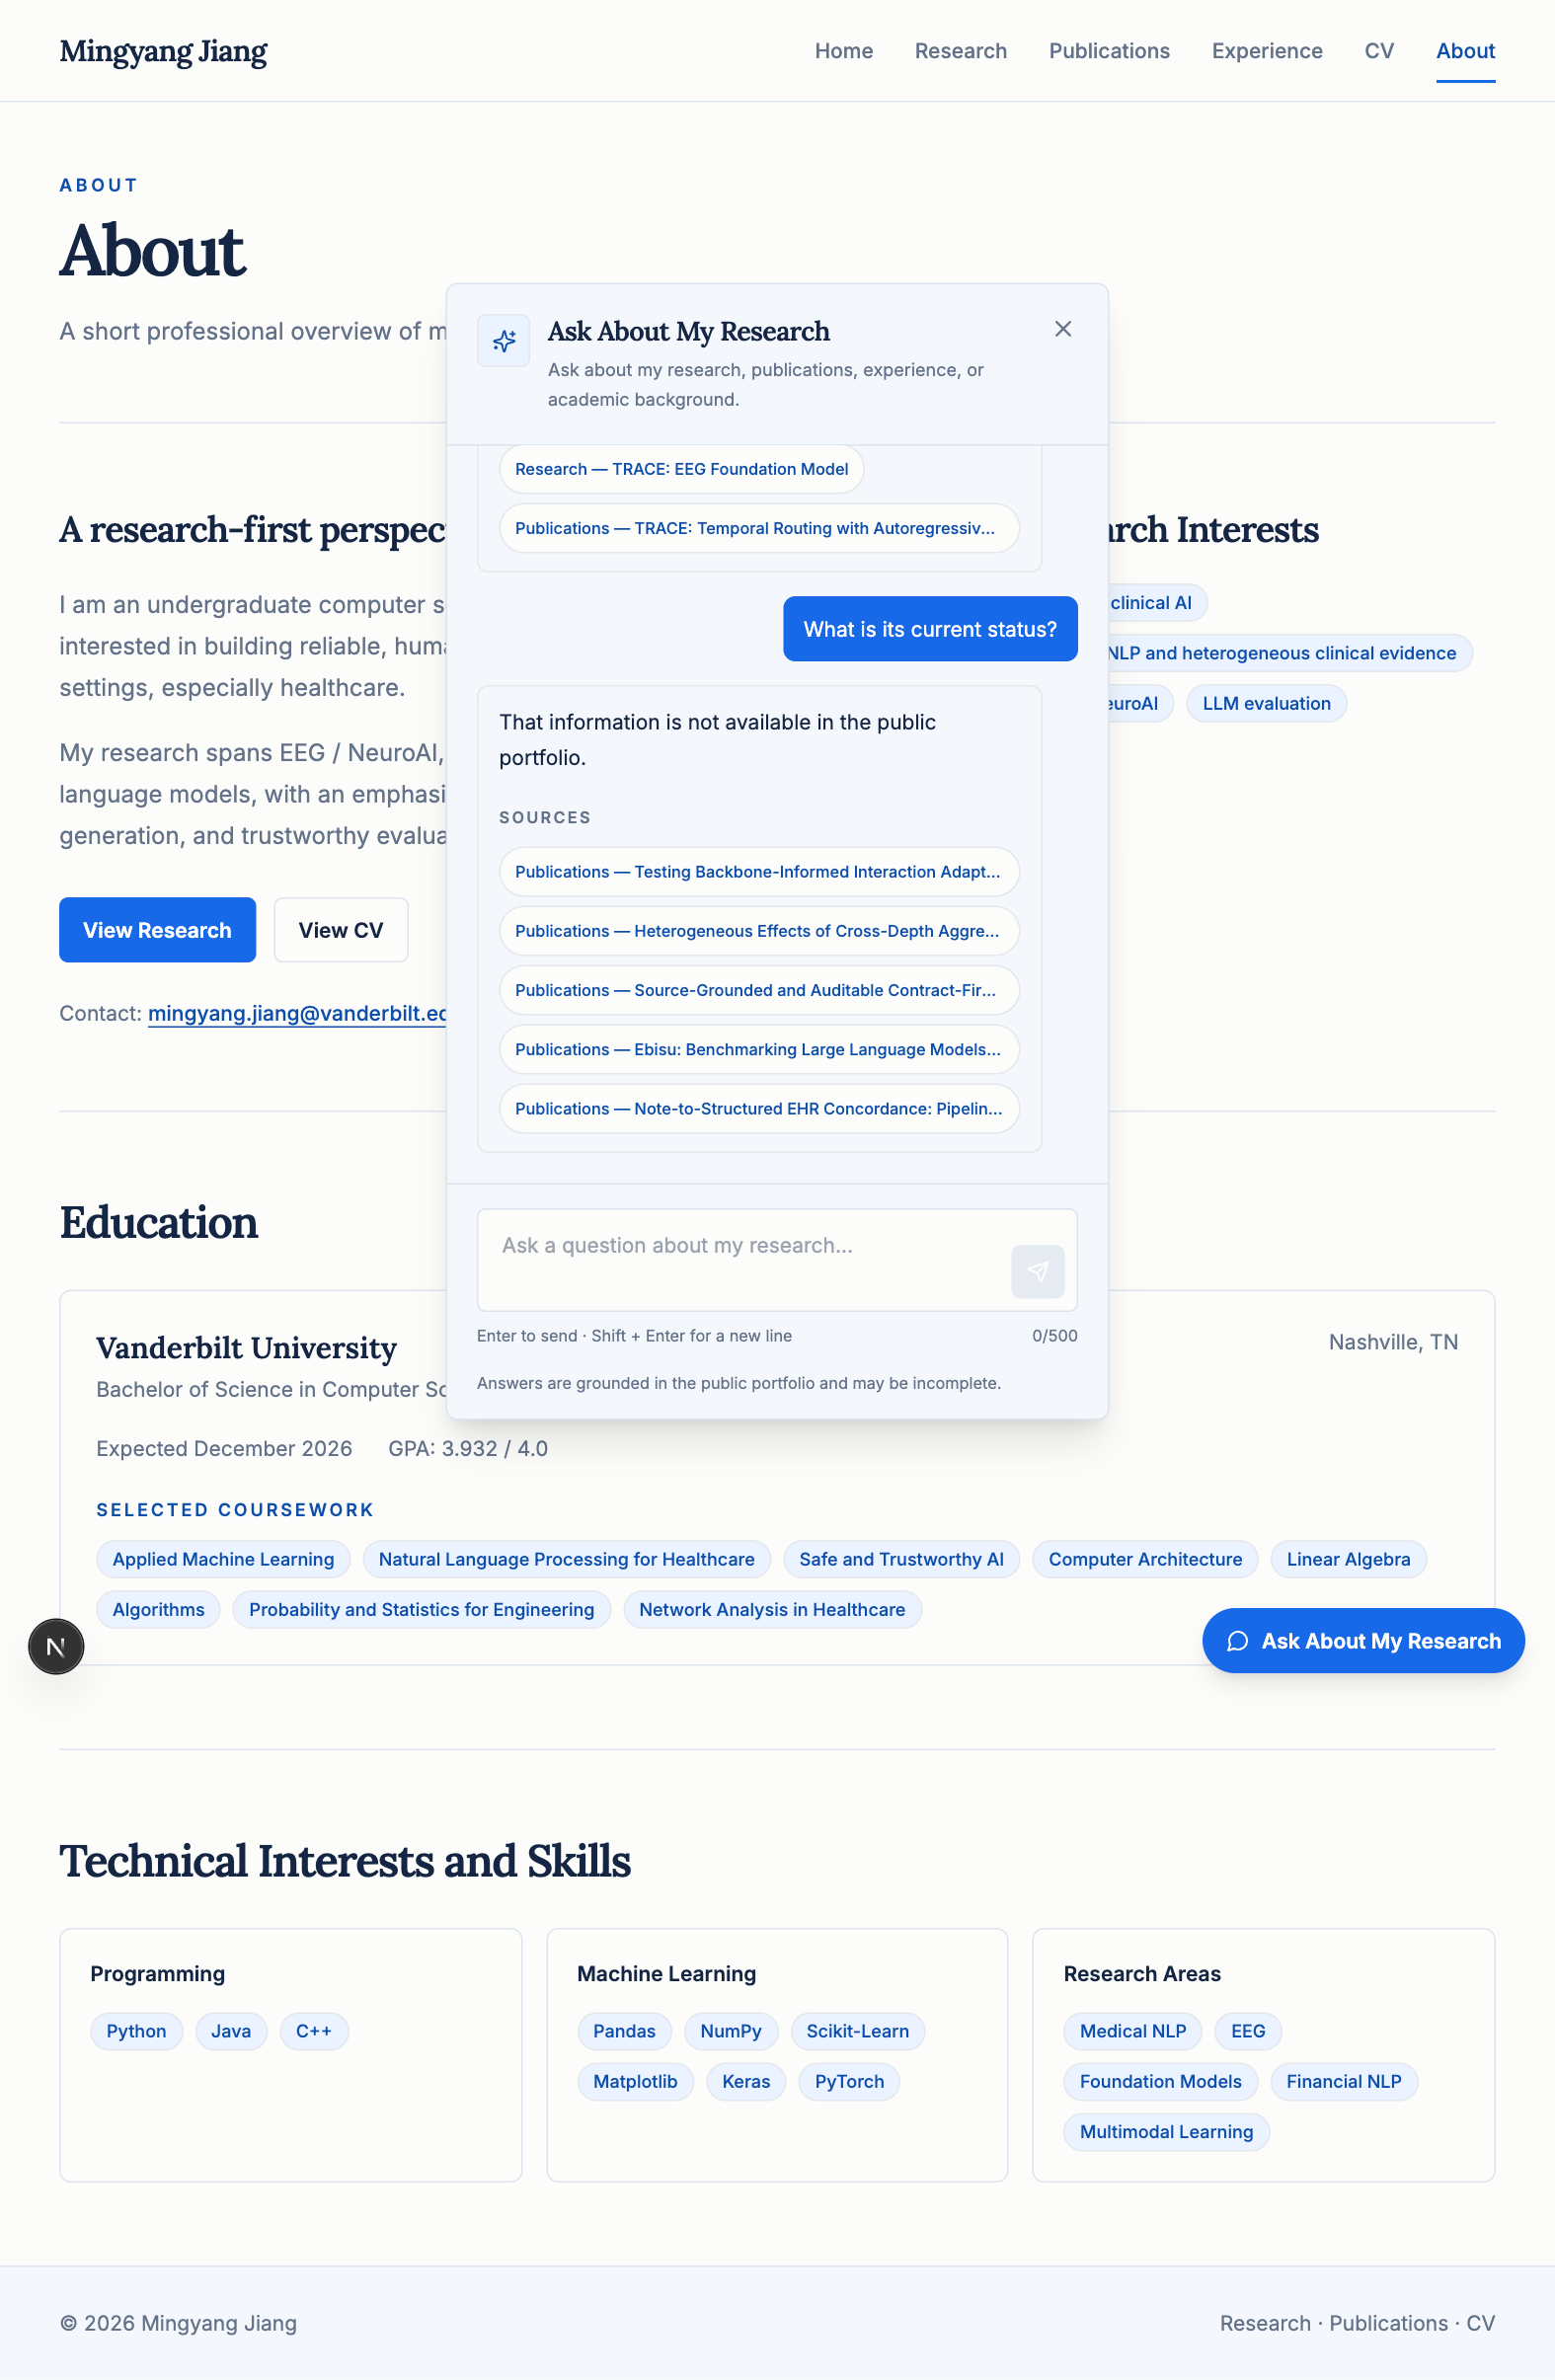 Mingyang Jiang
Home
Research
Publications
Experience
CV
About
ABOUT
About
A short professional overview of m
A research-first perspec
I am an undergraduate computer s
interested in building reliable, huma
settings, especially healthcare.
My research spans EEG / NeuroAI,
language models, with an emphasi
generation, and trustworthy evalua
View Research
View CV
Contact: mingyang.jiang@vanderbilt.ed
rch Interests
clinical AI
NLP and heterogeneous clinical evidence
euroAI
LLM evaluation
Ask About My Research
Ask about my research, publications, experience, or
academic background.
Research — TRACE: EEG Foundation Model
Publications — TRACE: Temporal Routing with Autoregressiv...
What is its current status?
That information is not available in the public
portfolio.
SOURCES
Publications — Testing Backbone-Informed Interaction Adapt...
Publications — Heterogeneous Effects of Cross-Depth Aggre...
Publications — Source-Grounded and Auditable Contract-Fir...
Publications — Ebisu: Benchmarking Large Language Models...
Publications — Note-to-Structured EHR Concordance: Pipelin...
Ask a question about my research...
Enter to send · Shift + Enter for a new line
0/500
Answers are grounded in the public portfolio and may be incomplete.
Education
Vanderbilt University
Nashville, TN
Bachelor of Science in Computer Sc
Expected December 2026
GPA: 3.932 / 4.0
SELECTED COURSEWORK
Applied Machine Learning
Natural Language Processing for Healthcare
Safe and Trustworthy AI
Computer Architecture
Linear Algebra
Algorithms
Probability and Statistics for Engineering
Network Analysis in Healthcare
N
Ask About My Research
Technical Interests and Skills
Programming
Python
Java
C++
Machine Learning
Pandas
NumPy
Scikit-Learn
Matplotlib
Keras
PyTorch
Research Areas
Medical NLP
EEG
Foundation Models
Financial NLP
Multimodal Learning
© 2026 Mingyang Jiang
Research · Publications · CV